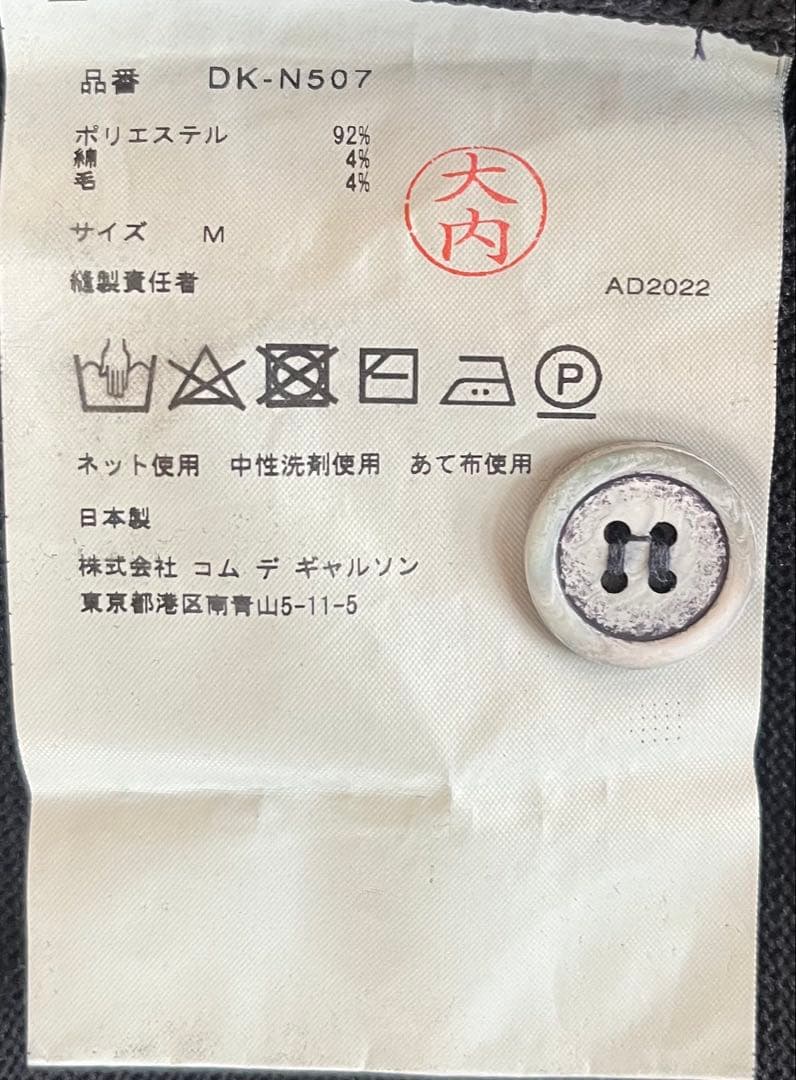 品番 DK-N507
ポリエステル 92%
綿 4%
毛 4%
大内
サイズ M
縫製責任者
AD2022
P
ネット使用 中性洗剤使用 あて布使用
日本製
株式会社 コム デ ギャルソン
東京都港区南青山5-11-5